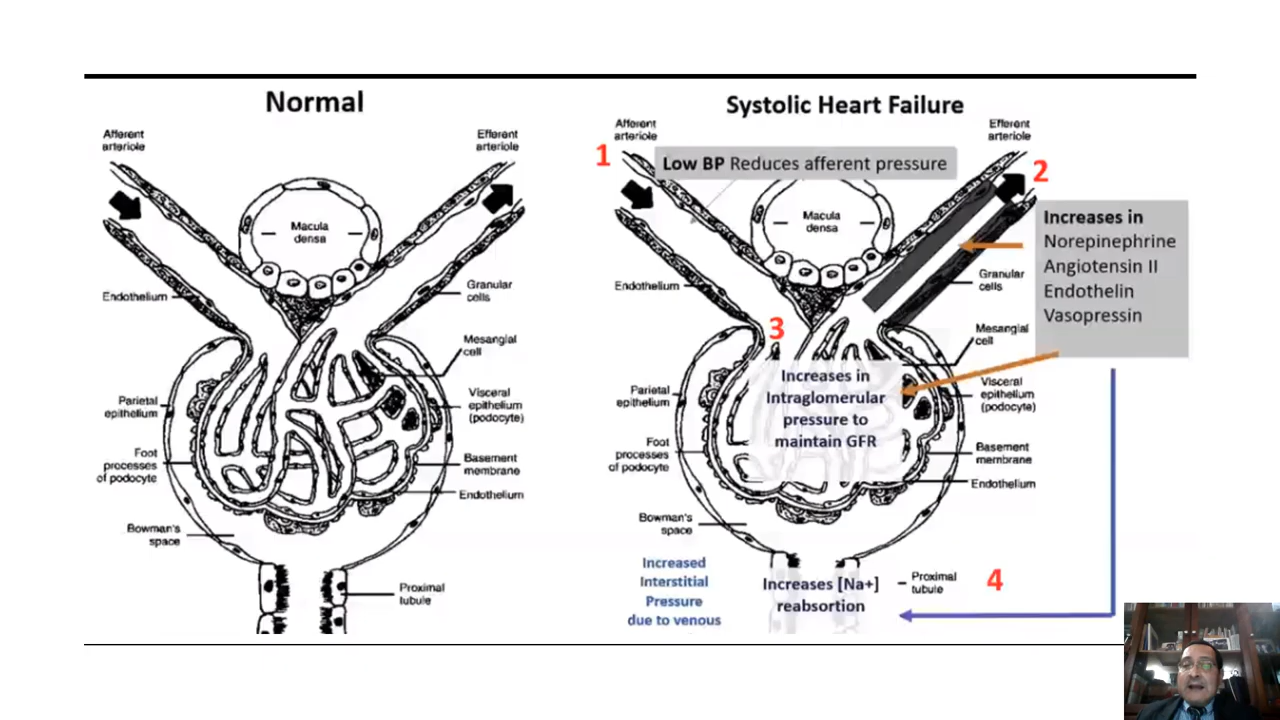 Normal
Afferent
arteriole
Efferent
arteriole
Macula
densa
Endothelium
Granular
cells
Mesangial
cell
Parietal
epithelium
Visceral
epithelium
(podocyte)
Foot
processes
of podocyte
Basement
membrane
Endothelium
Bowman's
space
Proximal
tubule
Systolic Heart Failure
Afferent
arteriole
Efferent
arteriole
1
Low BP Reduces afferent pressure
2
Macula
densa
Increases in
Norepinephrine
Angiotensin II
Endothelin
Vasopressin
Endothelium
Granular
cells
3
Mesangial
cell
Increases in
Intraglomerular
pressure to
maintain GFR
Parietal
epithelium
Visceral
epithelium
(podocyte)
Foot
processes
of podocyte
Basement
membrane
Endothelium
Bowman's
space
Increased
Interstitial
Pressure
due to venous
Increases [Na+]
reabsortion
Proximal
tubule
4